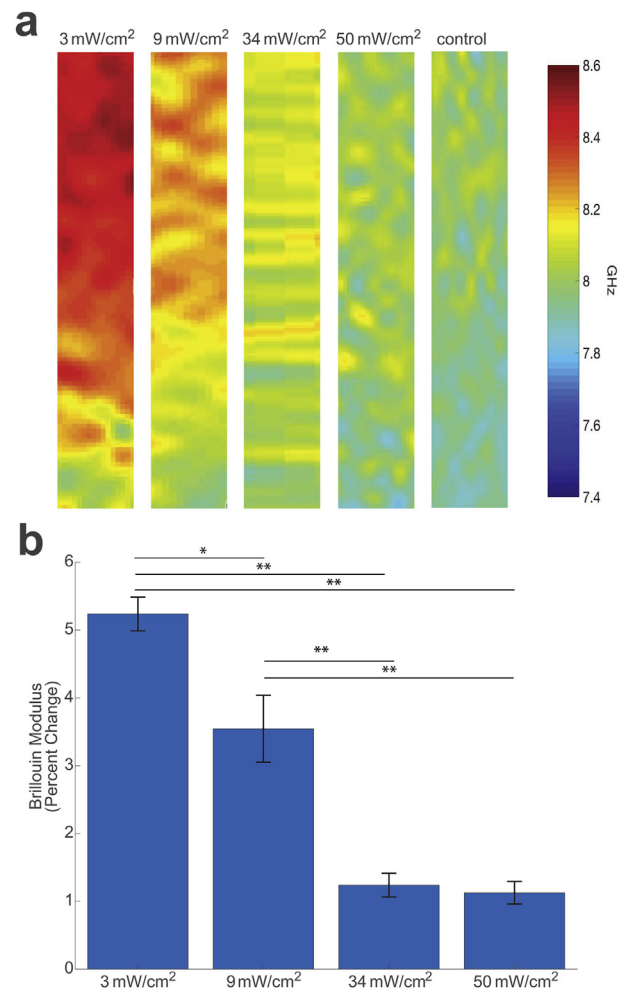 a
3 mW/cm² 9 mW/cm² 34 mW/cm² 50 mW/cm² control
8.6
8.4
8.2
8
7.8
7.6
7.4
GHz
b
6
5
4
3
2
1
0
Brillouin Modulus
(Percent Change)
*
**
**
**
**
3 mW/cm² 9 mW/cm² 34 mW/cm² 50 mW/cm²